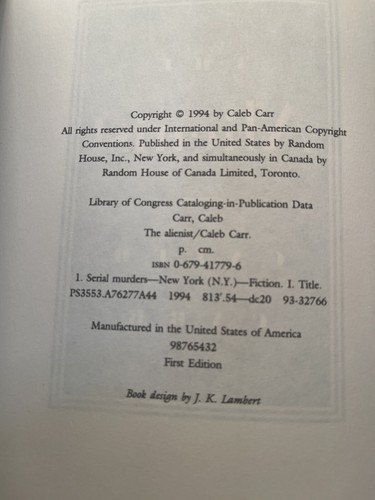 Copyright © 1994 by Caleb Carr
All rights reserved under International and Pan-American Copyright
Conventions. Published in the United States by Random
House, Inc., New York, and simultaneously in Canada by
Random House of Canada Limited, Toronto.
Library of Congress Cataloging-in-Publication Data
Carr, Caleb
The alienist/Caleb Carr.
p. cm.
ISBN 0-679-41779-6
1. Serial murders—New York (N.Y.)—Fiction. I. Title.
PS3553.A76277A44 1994 813'.54—dc20 93-32766
Manufactured in the United States of America
98765432
First Edition
Book design by J. K. Lambert